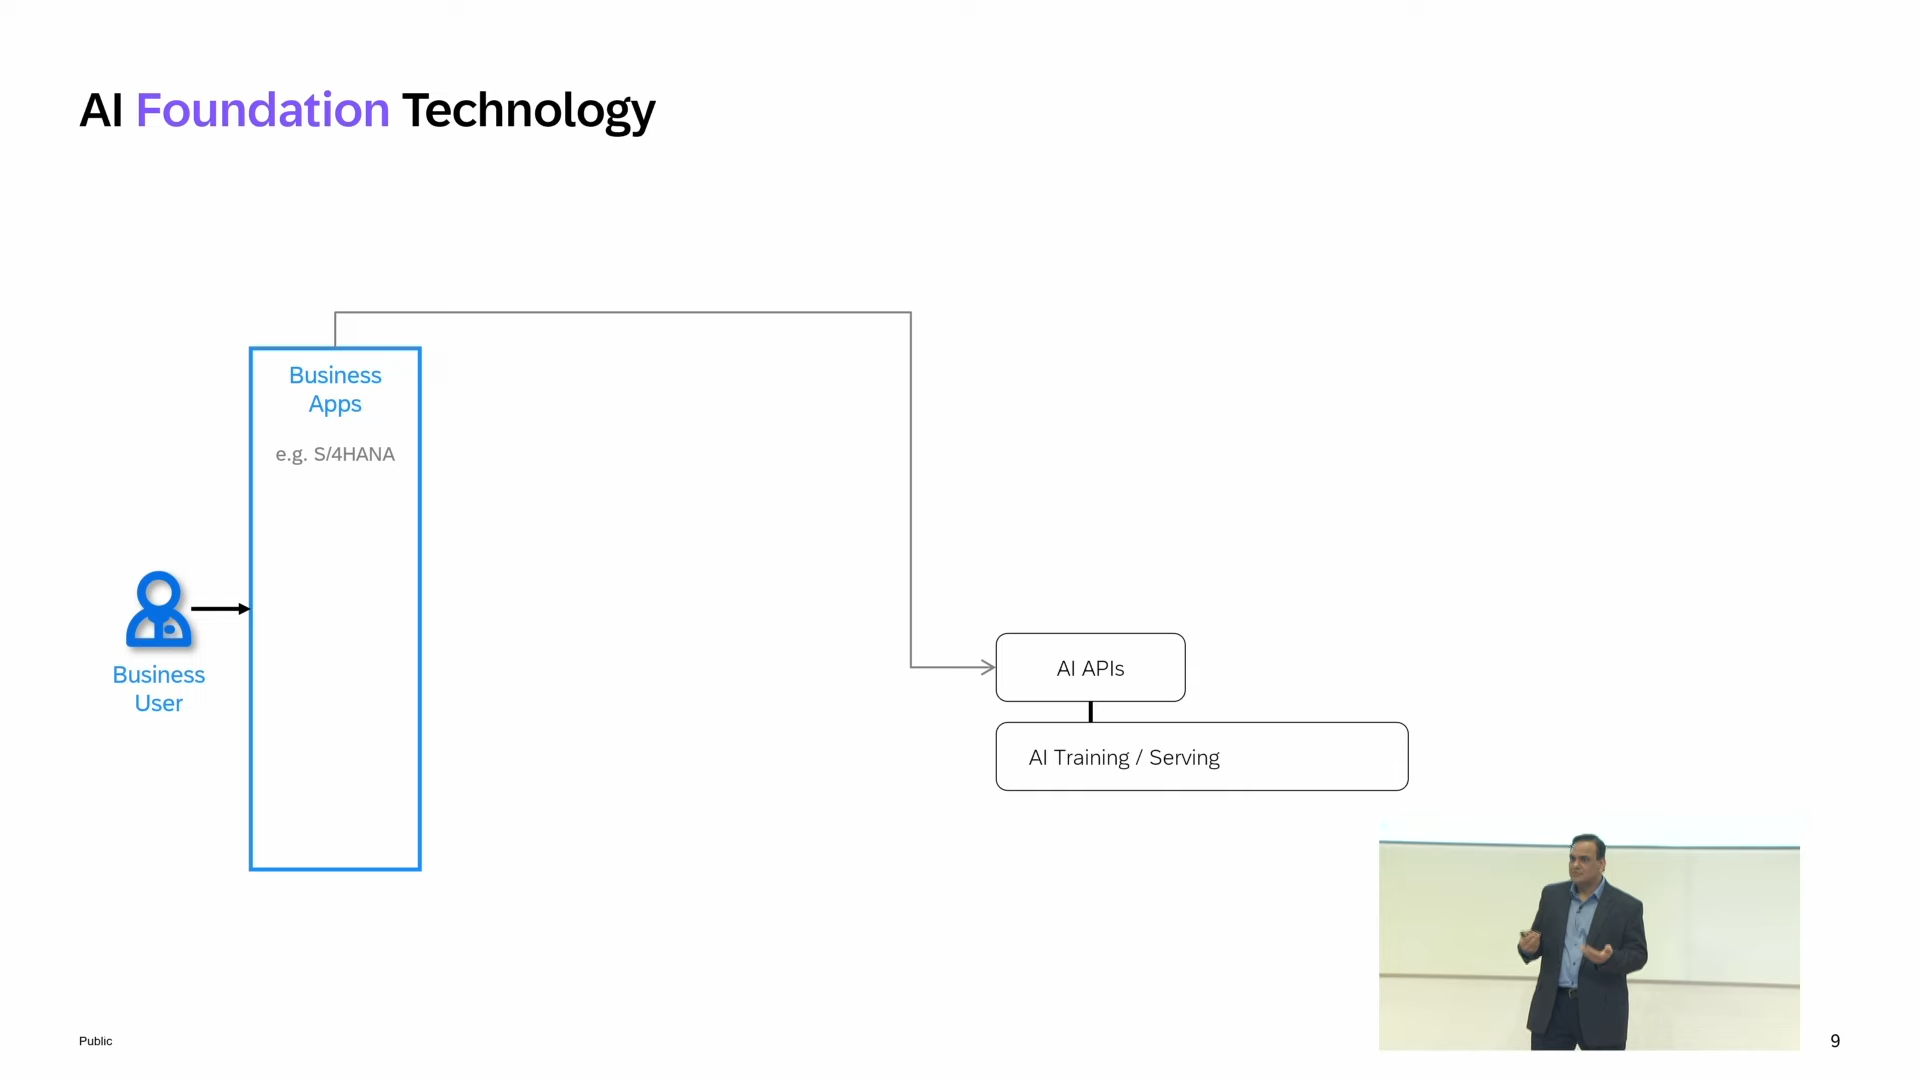 AI Foundation Technology
Business
Apps
e.g. S/4HANA
Business
User
AI APIs
AI Training / Serving
Public
9